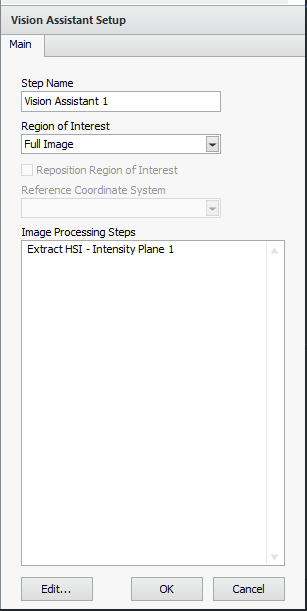 Vision Assistant Setup
Main
Step Name
Vision Assistant 1
Region of Interest
Full Image
Reposition Region of Interest
Reference Coordinate System
Image Processing Steps
Extract HSI - Intensity Plane 1
Edit... OK Cancel